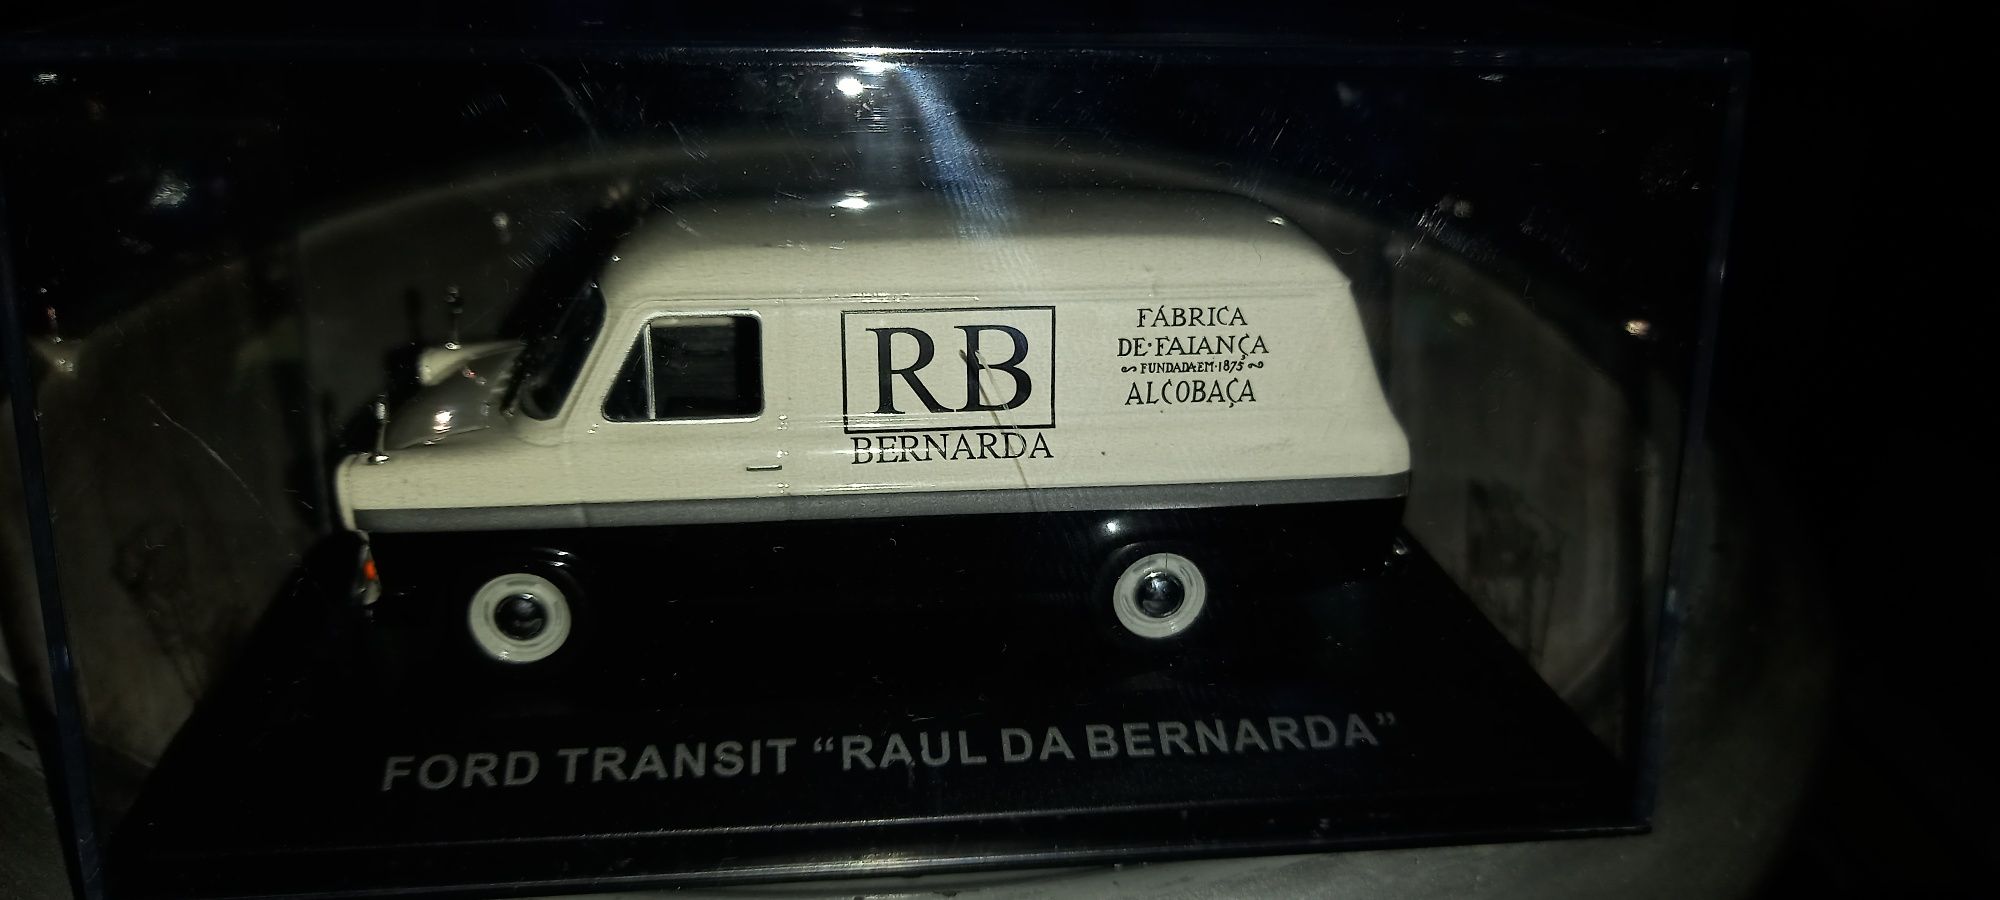 RB
BERNARDA
FÁBRICA
DE·FAIANÇA
FUNDADA·EM·1875
ALCOBAÇA
FORD TRANSIT “RAUL DA BERNARDA”